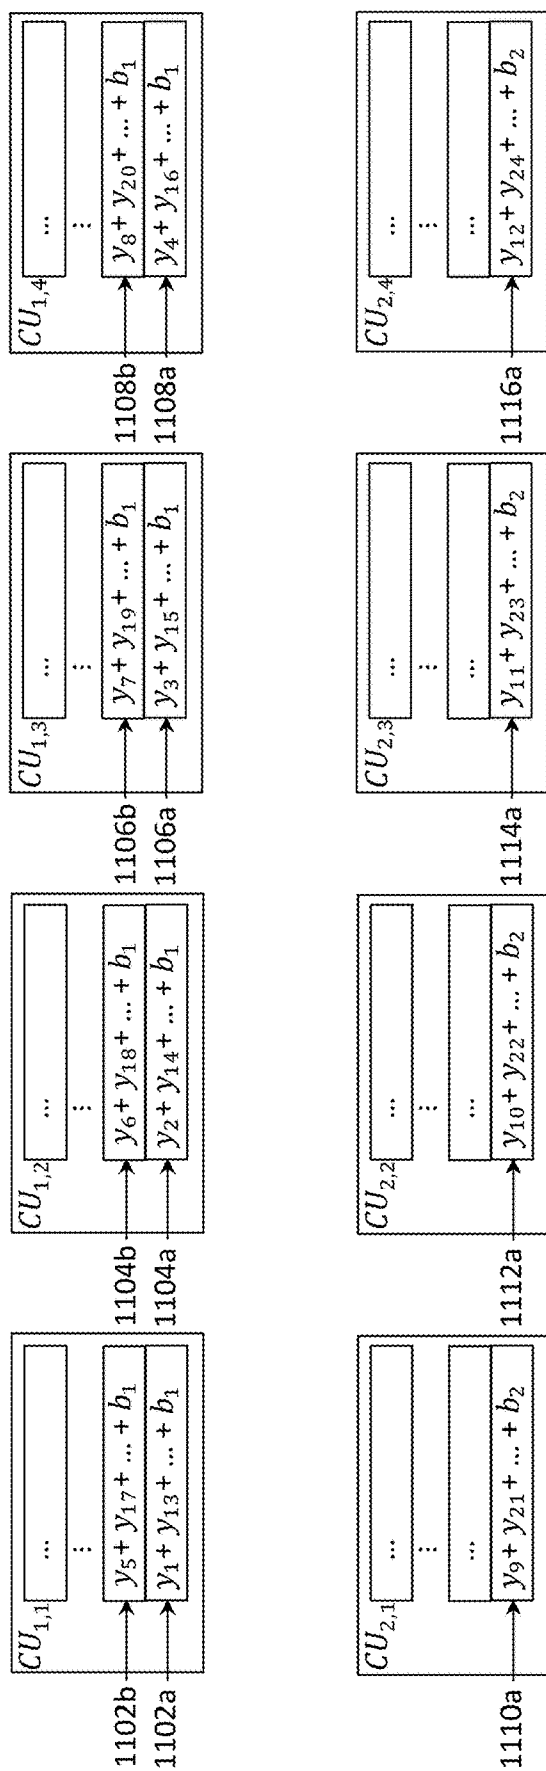 CU1,1
...
⋮
1102b y5 + y17 + ... + b1
1102a y1 + y13 + ... + b1
CU1,2
...
⋮
1104b y6 + y18 + ... + b1
1104a y2 + y14 + ... + b1
CU1,3
...
⋮
1106b y7 + y19 + ... + b1
1106a y3 + y15 + ... + b1
CU1,4
...
⋮
1108b y8 + y20 + ... + b1
1108a y4 + y16 + ... + b1
CU2,1
...
⋮
...
1110a y9 + y21 + ... + b2
CU2,2
...
⋮
...
1112a y10 + y22 + ... + b2
CU2,3
...
⋮
...
1114a y11 + y23 + ... + b2
CU2,4
...
⋮
...
1116a y12 + y24 + ... + b2